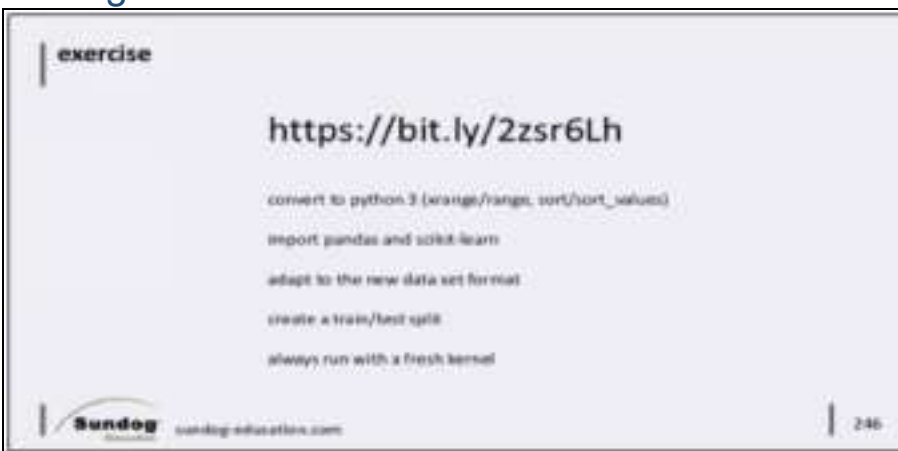 exercise
https://bit.ly/2zsr6Lh
convert to python 3 (xrange/range, sort/sort_values)
import pandas and scikit-learn
adapt to the new data set format
create a train/test split
always run with a fresh kernel
Sundog
sundog-education.com
246